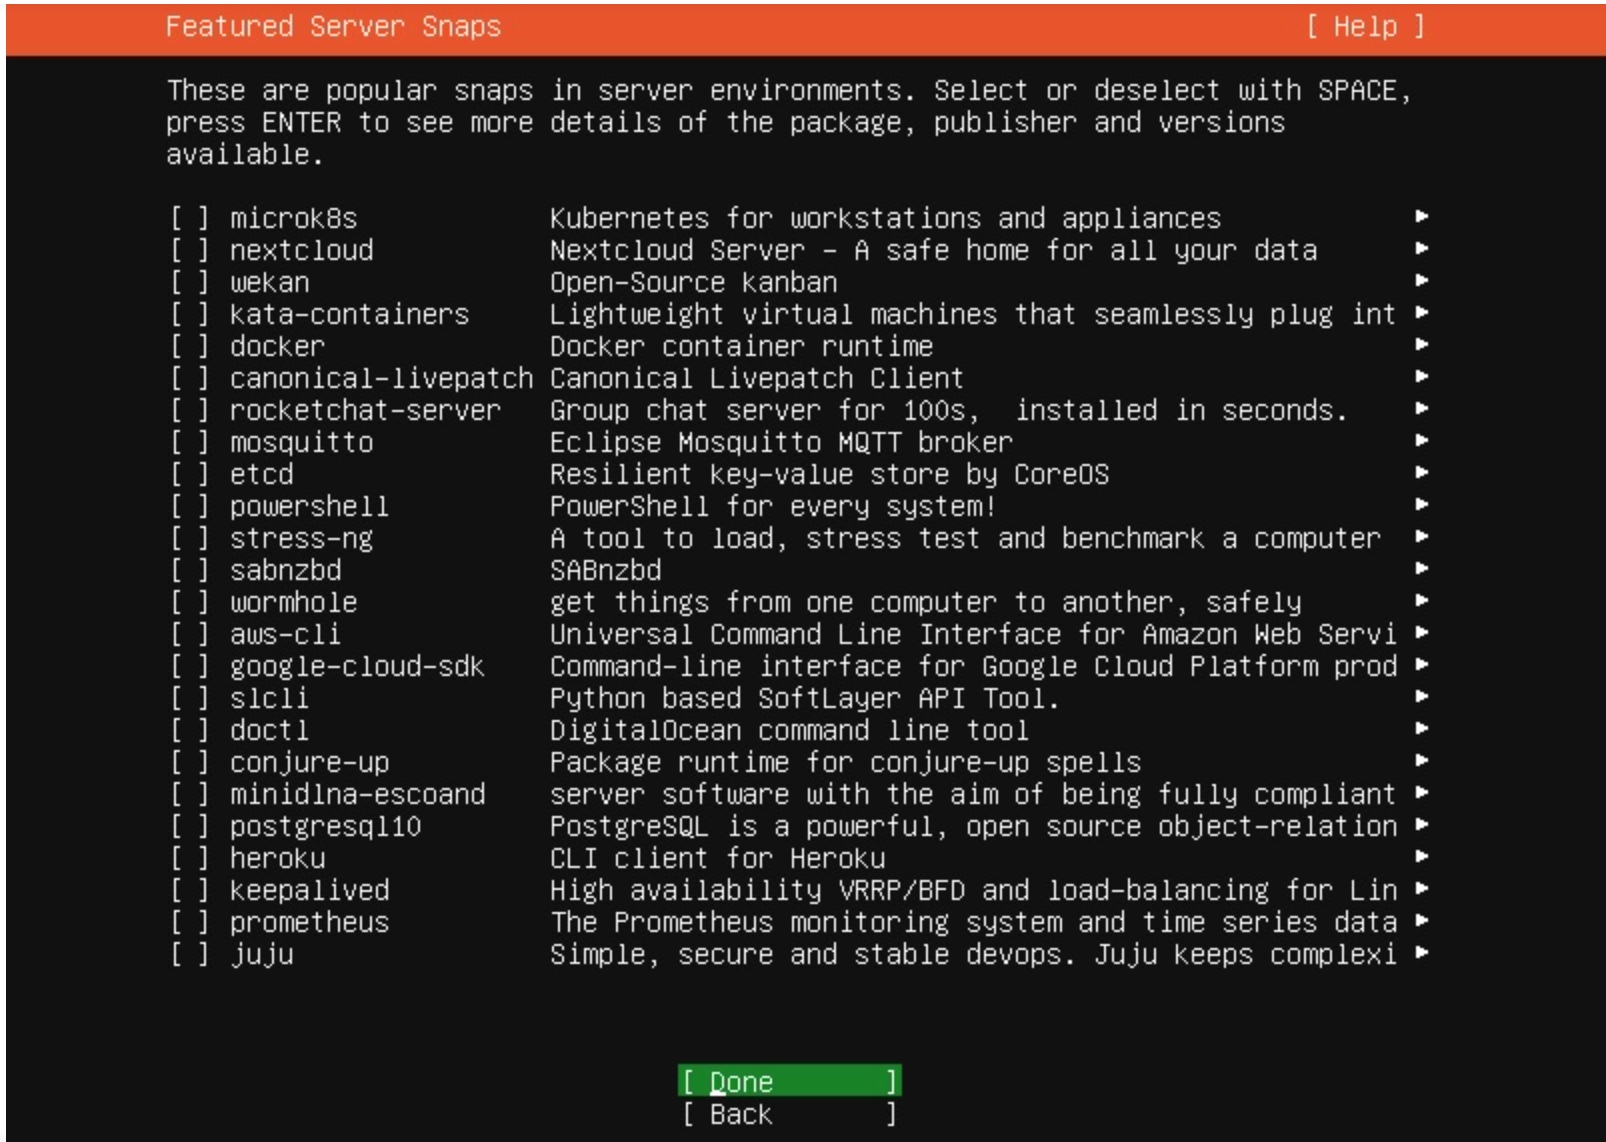 Featured Server Snaps [ Help ]
These are popular snaps in server environments. Select or deselect with SPACE,
press ENTER to see more details of the package, publisher and versions
available.
[ ] microk8s Kubernetes for workstations and appliances ►
[ ] nextcloud Nextcloud Server - A safe home for all your data ►
[ ] wekan Open-Source kanban ►
[ ] kata-containers Lightweight virtual machines that seamlessly plug int ►
[ ] docker Docker container runtime ►
[ ] canonical-livepatch Canonical Livepatch Client ►
[ ] rocketchat-server Group chat server for 100s,  installed in seconds. ►
[ ] mosquitto Eclipse Mosquitto MQTT broker ►
[ ] etcd Resilient key-value store by CoreOS ►
[ ] powershell PowerShell for every system! ►
[ ] stress-ng A tool to load, stress test and benchmark a computer ►
[ ] sabnzbd SABnzbd ►
[ ] wormhole get things from one computer to another, safely ►
[ ] aws-cli Universal Command Line Interface for Amazon Web Servi ►
[ ] google-cloud-sdk Command-line interface for Google Cloud Platform prod ►
[ ] slcli Python based SoftLayer API Tool. ►
[ ] doctl DigitalOcean command line tool ►
[ ] conjure-up Package runtime for conjure-up spells ►
[ ] minidlna-escoand server software with the aim of being fully compliant ►
[ ] postgresql10 PostgreSQL is a powerful, open source object-relation ►
[ ] heroku CLI client for Heroku ►
[ ] keepalived High availability VRRP/BFD and load-balancing for Lin ►
[ ] prometheus The Prometheus monitoring system and time series data ►
[ ] juju Simple, secure and stable devops. Juju keeps complexi ►
[ Done ]
[ Back ]